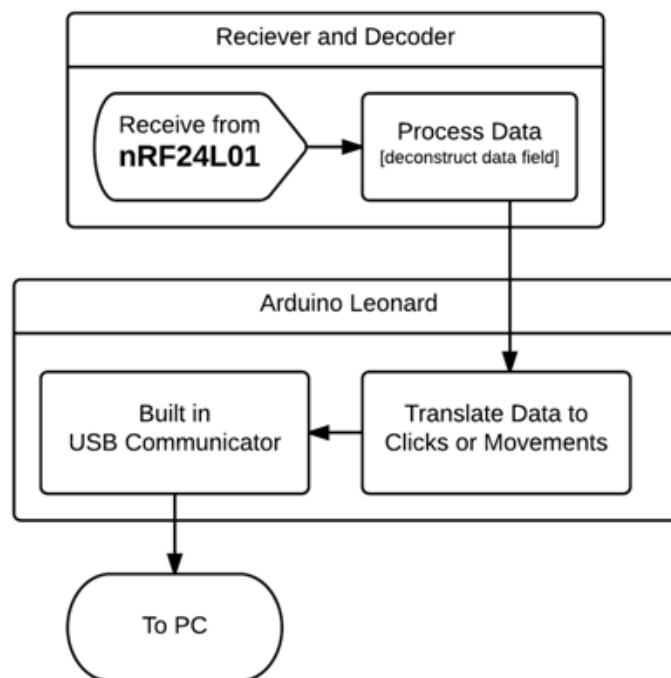 Reciever and Decoder
Receive from
nRF24L01
Process Data
[deconstruct data field]
Arduino Leonard
Built in
USB Communicator
Translate Data to
Clicks or Movements
To PC